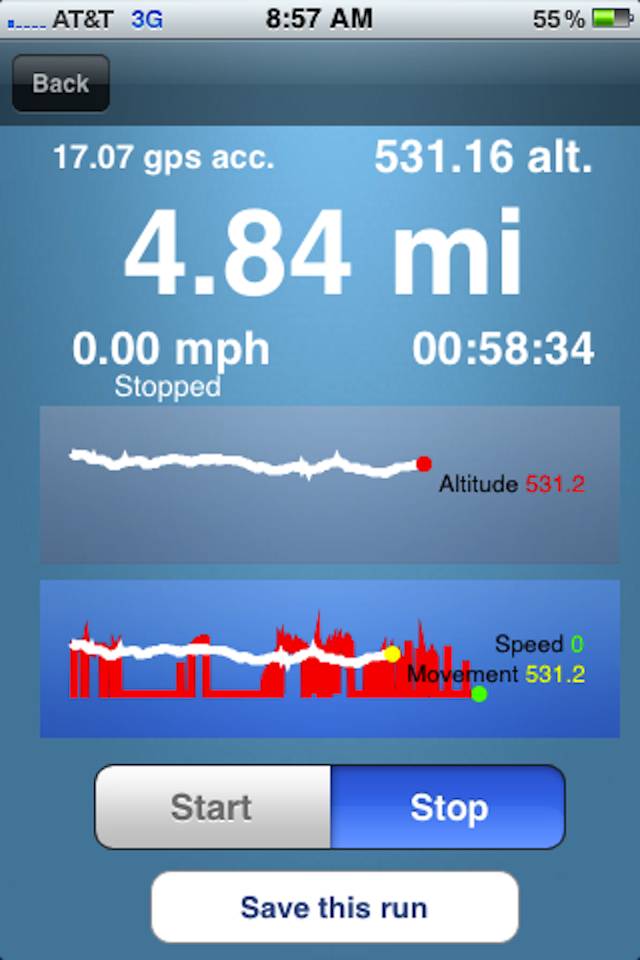 AT&T 3G 8:57 AM 55%
Back
17.07 gps acc. 531.16 alt.
4.84 mi
0.00 mph 00:58:34
Stopped
Altitude 531.2
Speed 0
Movement 531.2
Start Stop
Save this run